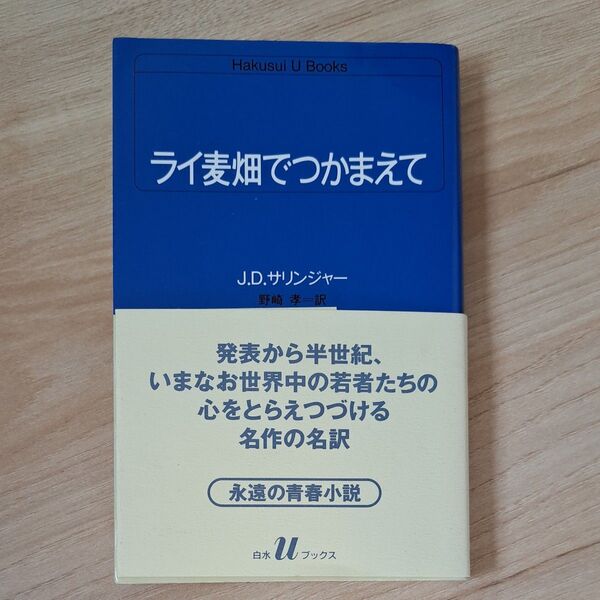 Hakusui U Books
ライ麦畑でつかまえて
J.D.サリンジャー
野崎 孝=訳
発表から半世紀、
いまなお世界中の若者たちの
心をとらえつづける
名作の名訳
永遠の青春小説
白水 u ブックス